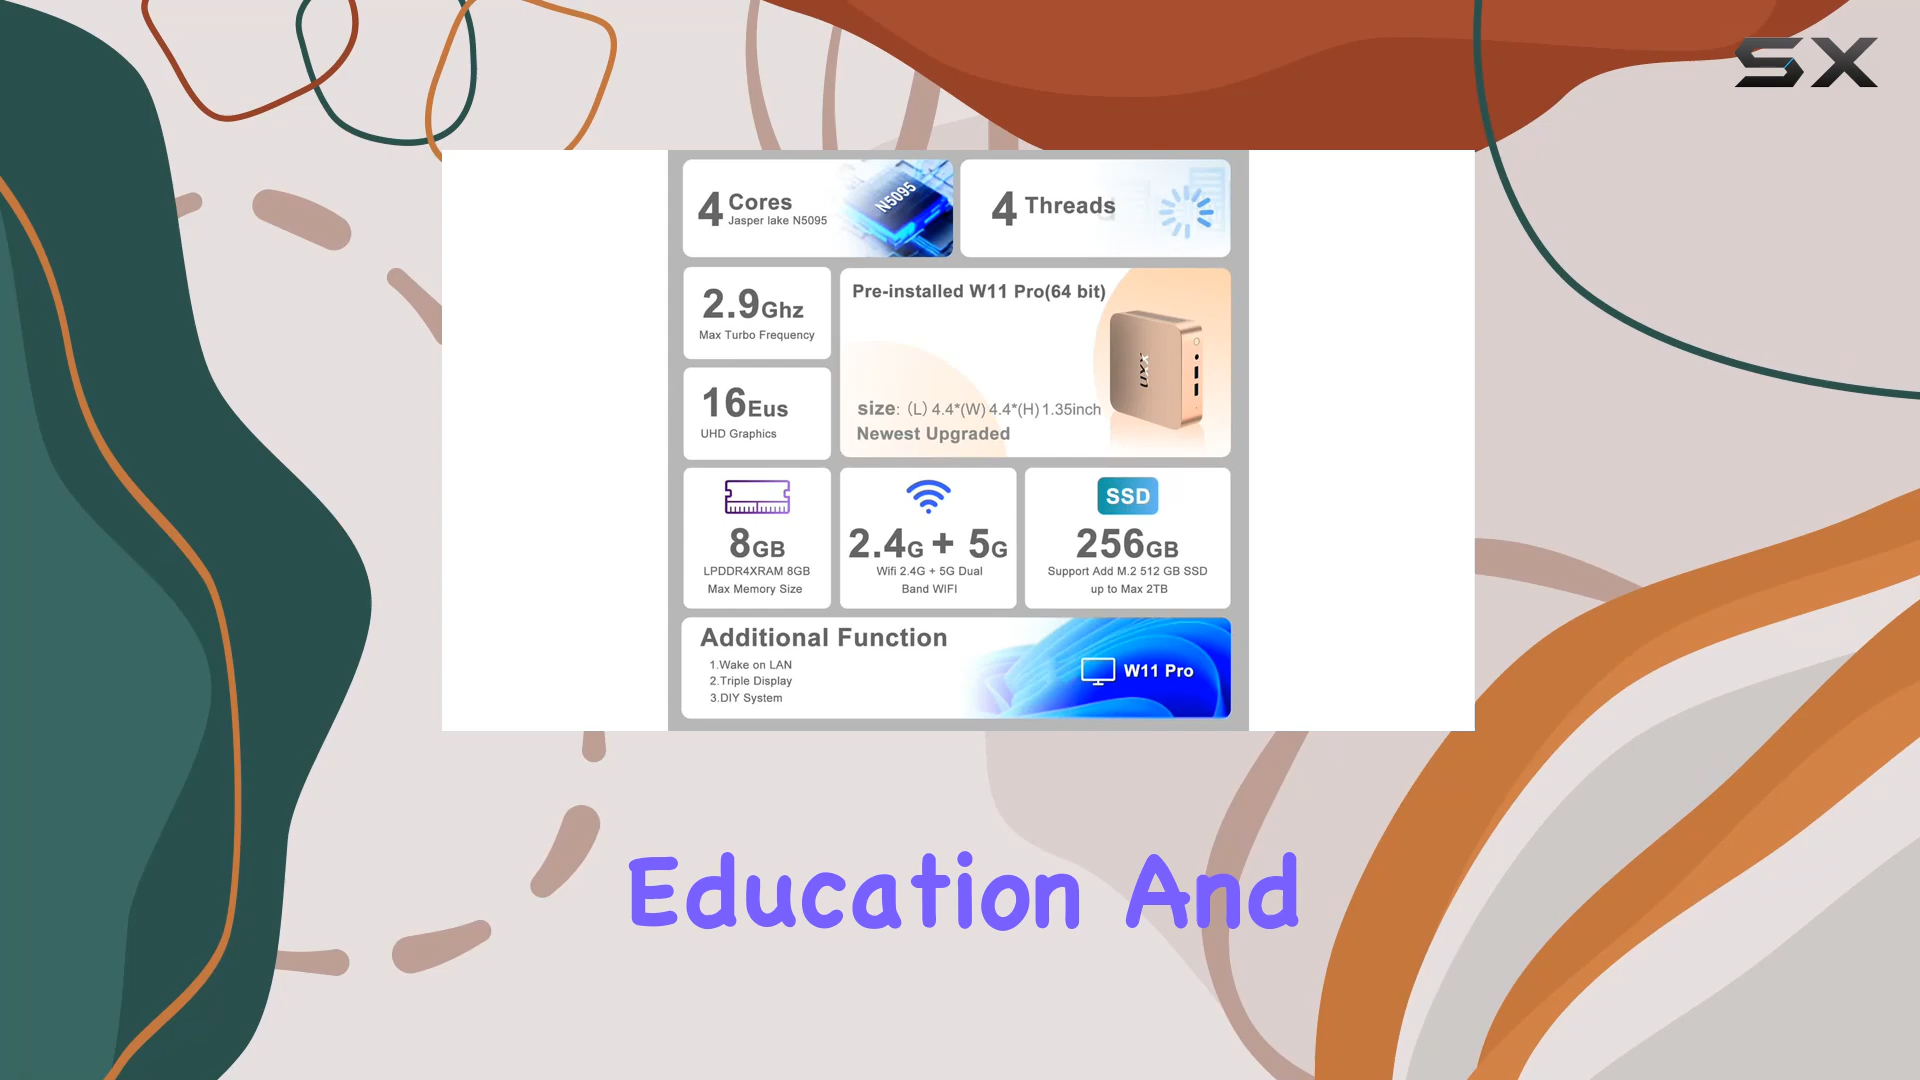 SX
4 Cores
Jasper lake N5095
N5095
4 Threads
2.9Ghz
Max Turbo Frequency
Pre-installed W11 Pro(64 bit)
size: (L) 4.4*(W) 4.4*(H) 1.35inch
Newest Upgraded
16Eus
UHD Graphics
8GB
LPDDR4XRAM 8GB
Max Memory Size
2.4G + 5G
Wifi 2.4G + 5G Dual
Band WIFI
SSD
256GB
Support Add M.2 512 GB SSD
up to Max 2TB
Additional Function
1.Wake on LAN
2.Triple Display
3.DIY System
W11 Pro
Education And